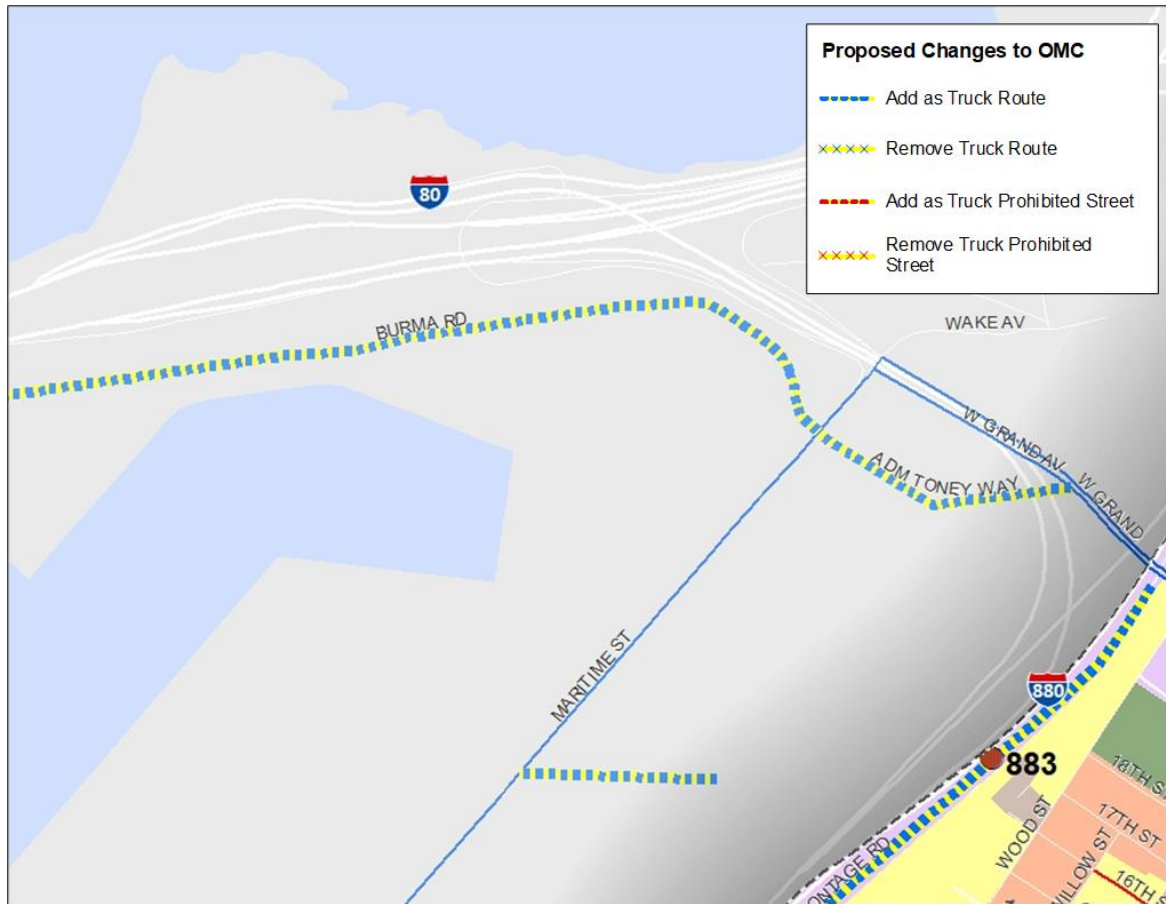 Proposed Changes to OMC
Add as Truck Route
Remove Truck Route
Add as Truck Prohibited Street
Remove Truck Prohibited
Street
80
BURMA RD
WAKE AV
W GRAND AV
W GRAND
ADM TONEY WAY
MARITIME ST
880
883
18TH ST
17TH ST
WOOD ST
WILLOW ST
16TH
ONTAGE RD